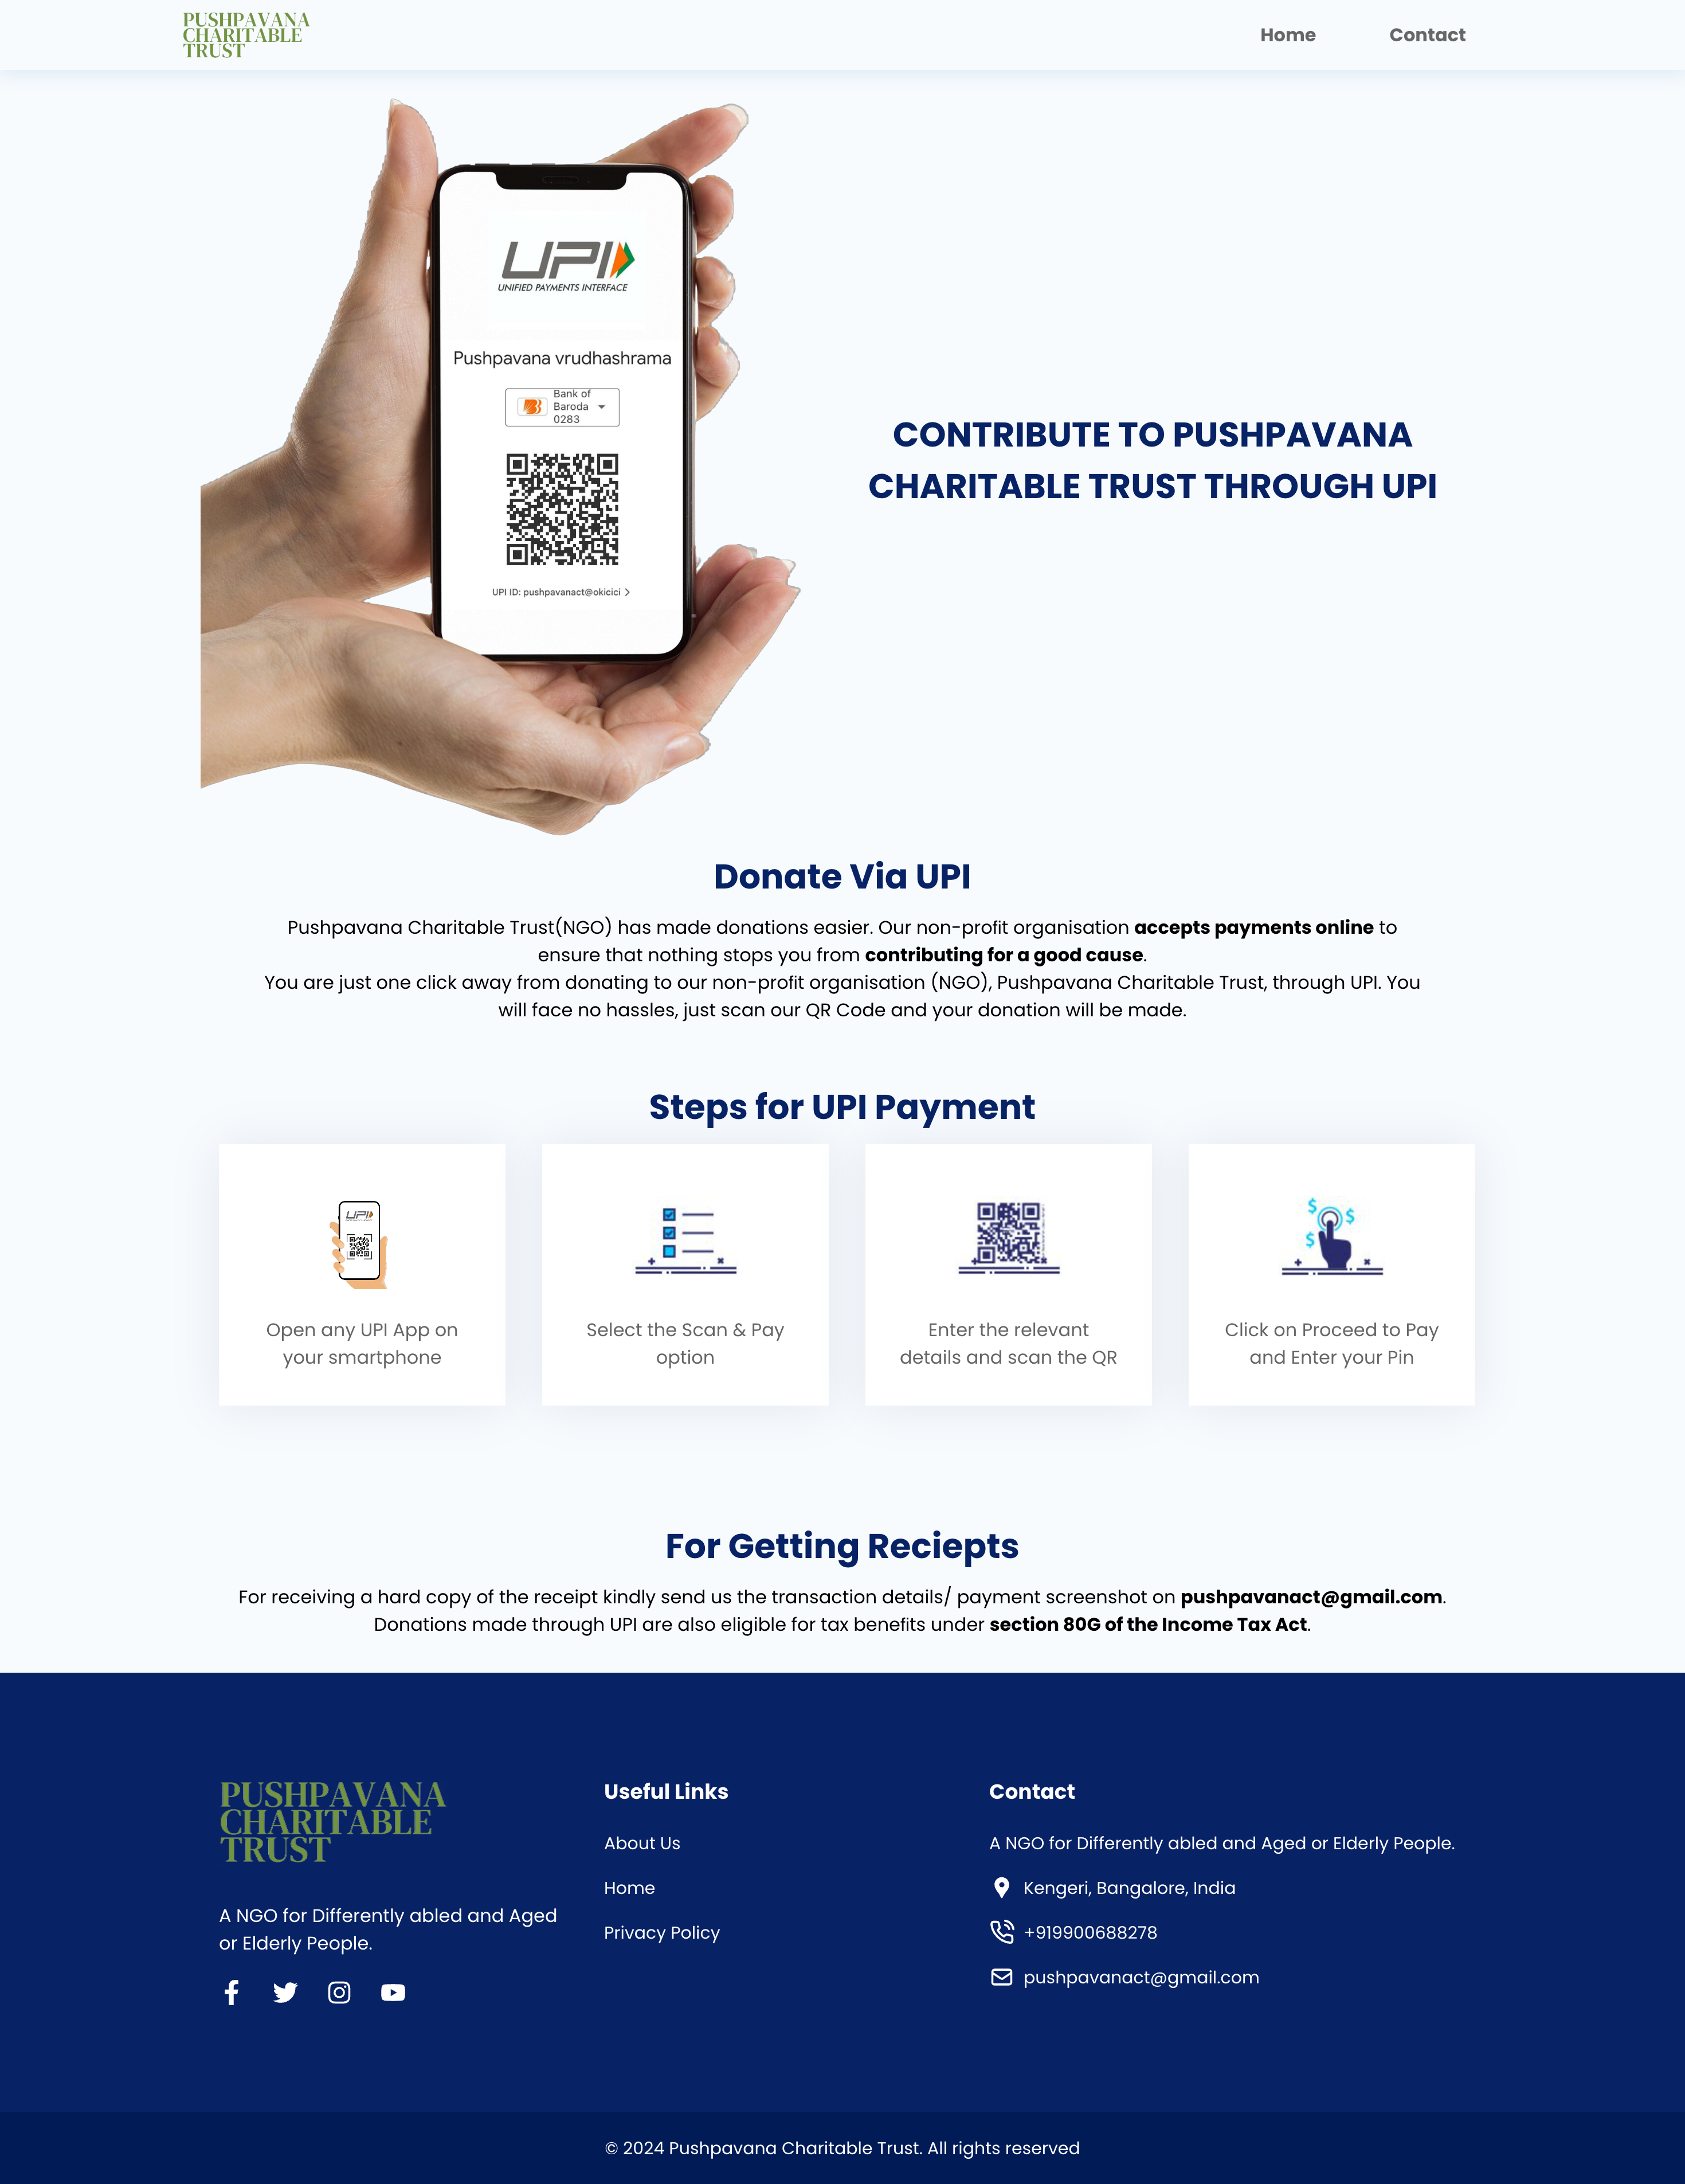 PUSHPAVANA
CHARITABLE
TRUST
Home
Contact
UPI
UNIFIED PAYMENTS INTERFACE
Pushpavana vrudhashrama
Bank of
Baroda
0283
UPI ID: pushpavanact@okicici
CONTRIBUTE TO PUSHPAVANA
CHARITABLE TRUST THROUGH UPI
Donate Via UPI
Pushpavana Charitable Trust(NGO) has made donations easier. Our non-profit organisation accepts payments online to
ensure that nothing stops you from contributing for a good cause.
You are just one click away from donating to our non-profit organisation (NGO), Pushpavana Charitable Trust, through UPI. You
will face no hassles, just scan our QR Code and your donation will be made.
Steps for UPI Payment
UPI
Open any UPI App on
your smartphone
Select the Scan & Pay
option
Enter the relevant
details and scan the QR
Click on Proceed to Pay
and Enter your Pin
For Getting Reciepts
For receiving a hard copy of the receipt kindly send us the transaction details/ payment screenshot on pushpavanact@gmail.com.
Donations made through UPI are also eligible for tax benefits under section 80G of the Income Tax Act.
PUSHPAVANA
CHARITABLE
TRUST
A NGO for Differently abled and Aged
or Elderly People.
Useful Links
About Us
Home
Privacy Policy
Contact
A NGO for Differently abled and Aged or Elderly People.
Kengeri, Bangalore, India
+919900688278
pushpavanact@gmail.com
© 2024 Pushpavana Charitable Trust. All rights reserved